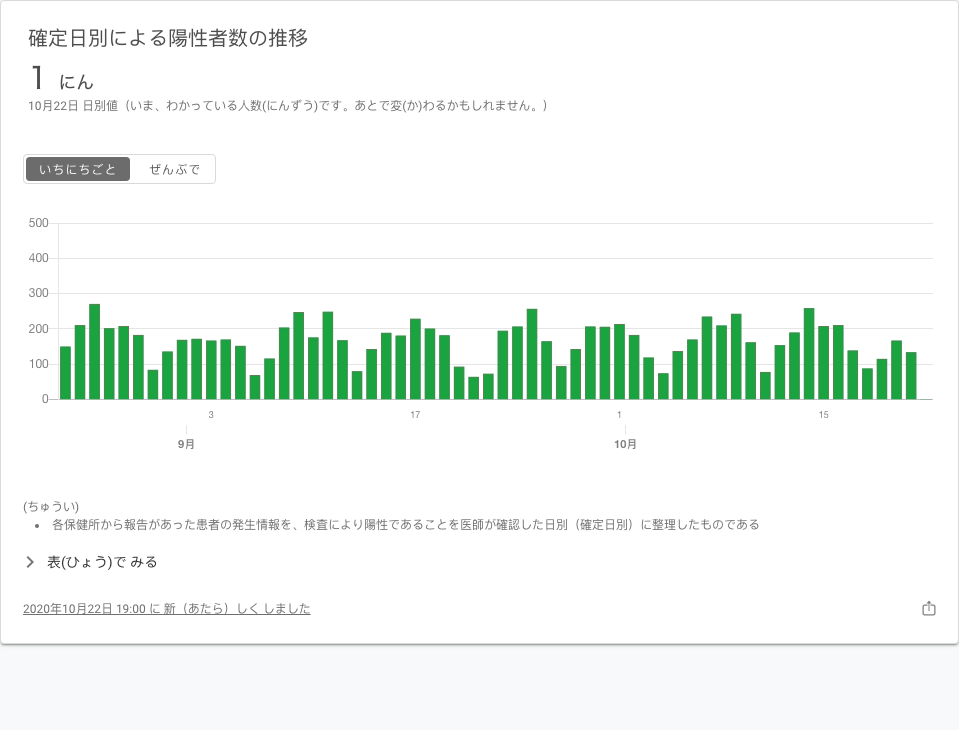 確定日別による陽性者数の推移
1 にん
10月22日 日別値（いま、わかっている人数(にんずう)です。あとで変(か)わるかもしれません。）
いちにちごと ぜんぶで
500
400
300
200
100
0
3 17 1 15
9月 10月
(ちゅうい)
• 各保健所から報告があった患者の発生情報を、検査により陽性であることを医師が確認した日別（確定日別）に整理したものである
表(ひょう)で みる
2020年10月22日 19:00 に 新（あたら）しく しました